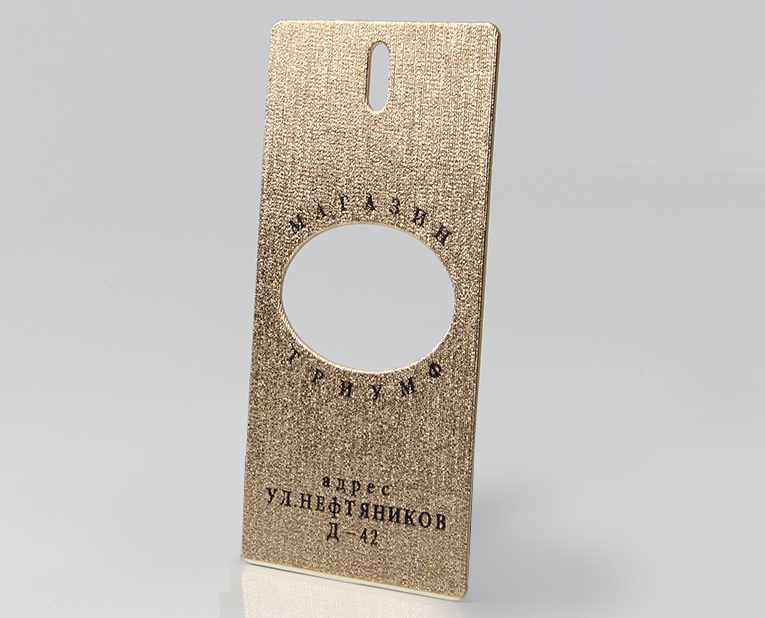 МАГАЗИН
ТРИУМФ
адрес
УЛ.НЕфТЯНИКОВ
Д-42